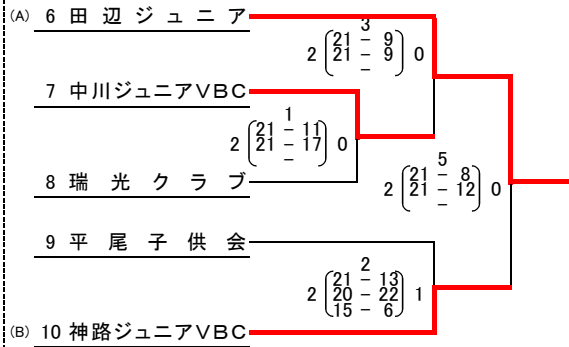 (A) 6 田辺ジュニア
3
2 21 － 9 0
21 － 9
－
7 中川ジュニアVBC
1
2 21 － 11 0
21 － 17
－
8 瑞光クラブ
5
2 21 － 8 0
21 － 12
－
9 平尾子供会
2
2 21 － 13 1
20 － 22
15 － 6
(B) 10 神路ジュニアVBC